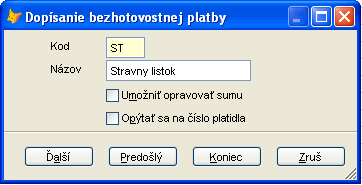 Dopísanie bezhotovostnej platby
Kod ST
Názov Stravny listok
Umožniť opravovať sumu
Opýtať sa na číslo platidla
Ďalší Predošlý Koniec Zruš